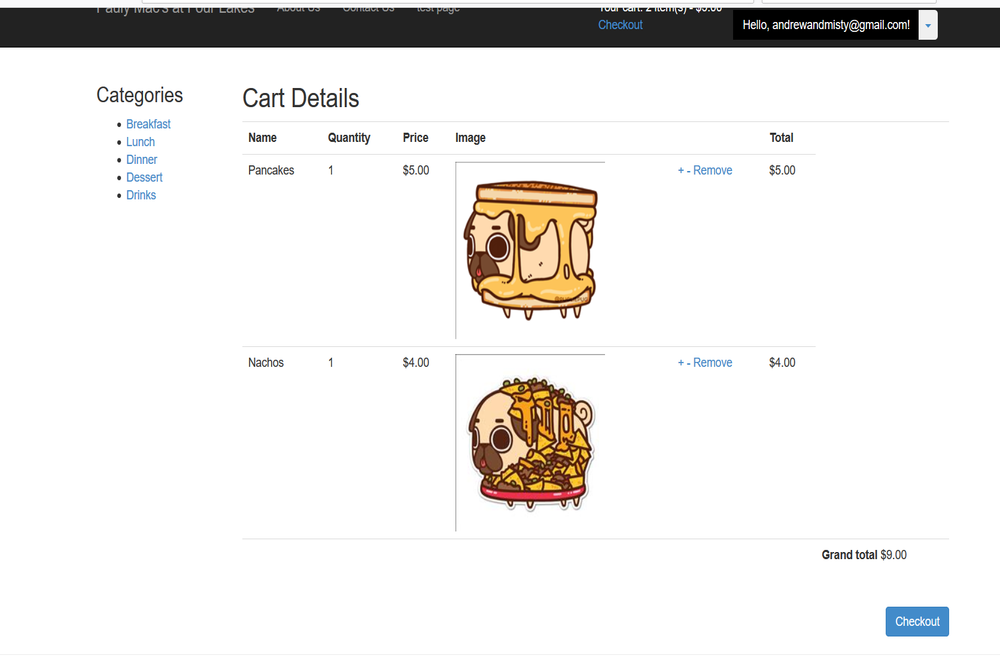 Pauly Mac's at Four Lakes About Us Contact Us test page Your cart: 2 item(s) - $9.00
Checkout Hello, andrewandmisty@gmail.com!
Categories
Breakfast
Lunch
Dinner
Dessert
Drinks
Cart Details
Name Quantity Price Image Total
Pancakes 1 $5.00 + - Remove $5.00
Nachos 1 $4.00 + - Remove $4.00
Grand total $9.00
Checkout